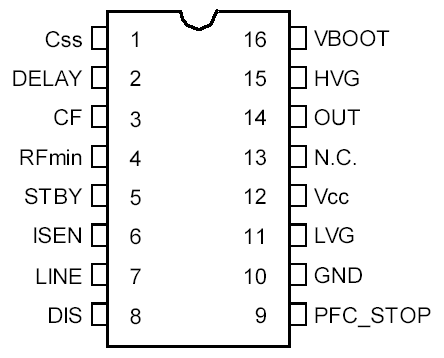 Css 1 16 VBOOT
DELAY 2 15 HVG
CF 3 14 OUT
RFmin 4 13 N.C.
STBY 5 12 Vcc
ISEN 6 11 LVG
LINE 7 10 GND
DIS 8 9 PFC_STOP